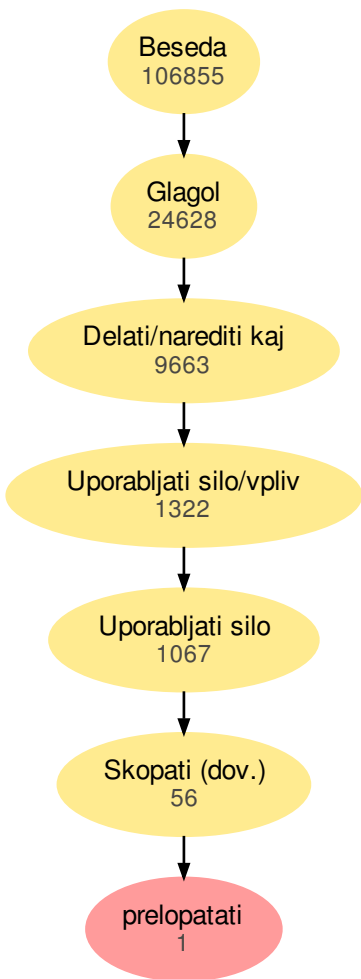 Beseda
106855
Glagol
24628
Delati/narediti kaj
9663
Uporabljati silo/vpliv
1322
Uporabljati silo
1067
Skopati (dov.)
56
prelopatati
1